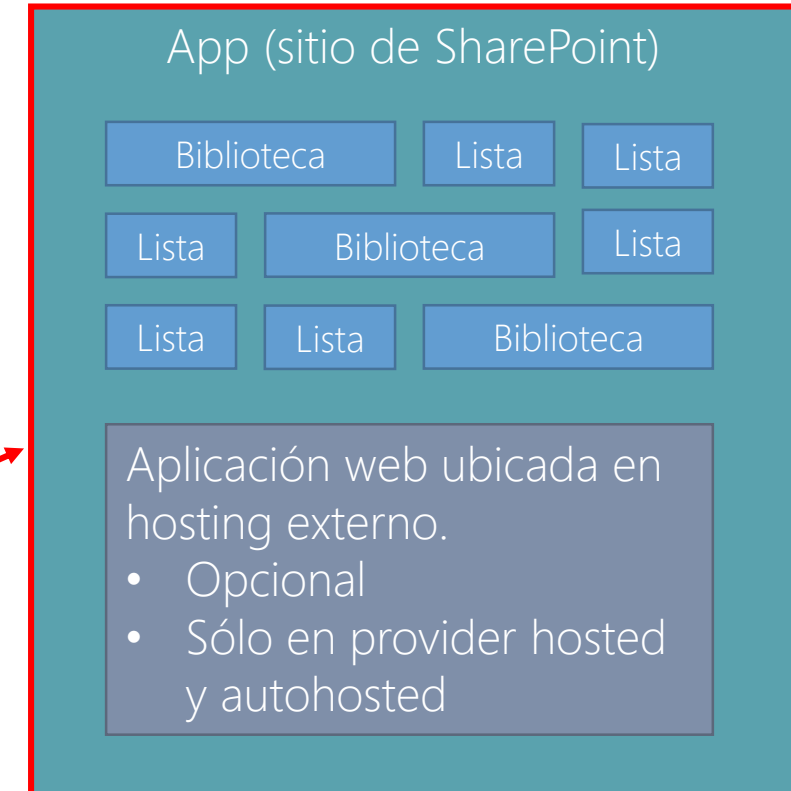 App (sitio de SharePoint)
Biblioteca
Lista
Lista
Lista
Biblioteca
Lista
Lista
Lista
Biblioteca
Aplicación web ubicada en
hosting externo.
• Opcional
• Sólo en provider hosted
y autohosted